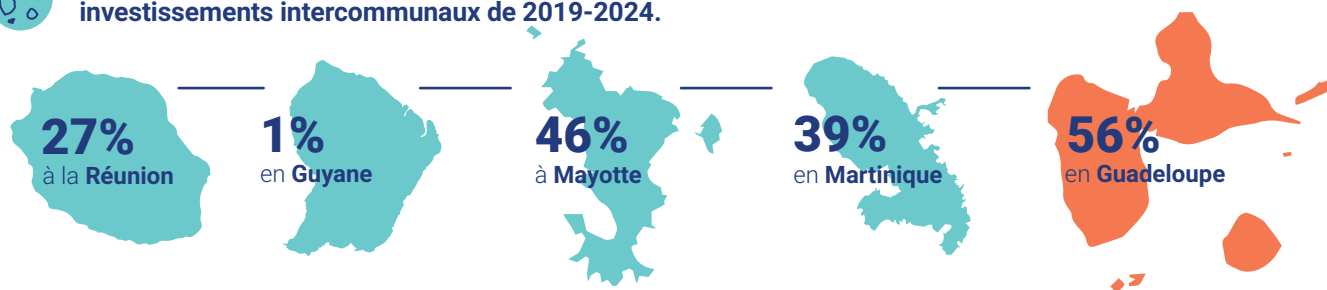 investissements intercommunaux de 2019-2024.
27%
à la Réunion
1%
en Guyane
46%
à Mayotte
39%
en Martinique
56%
en Guadeloupe